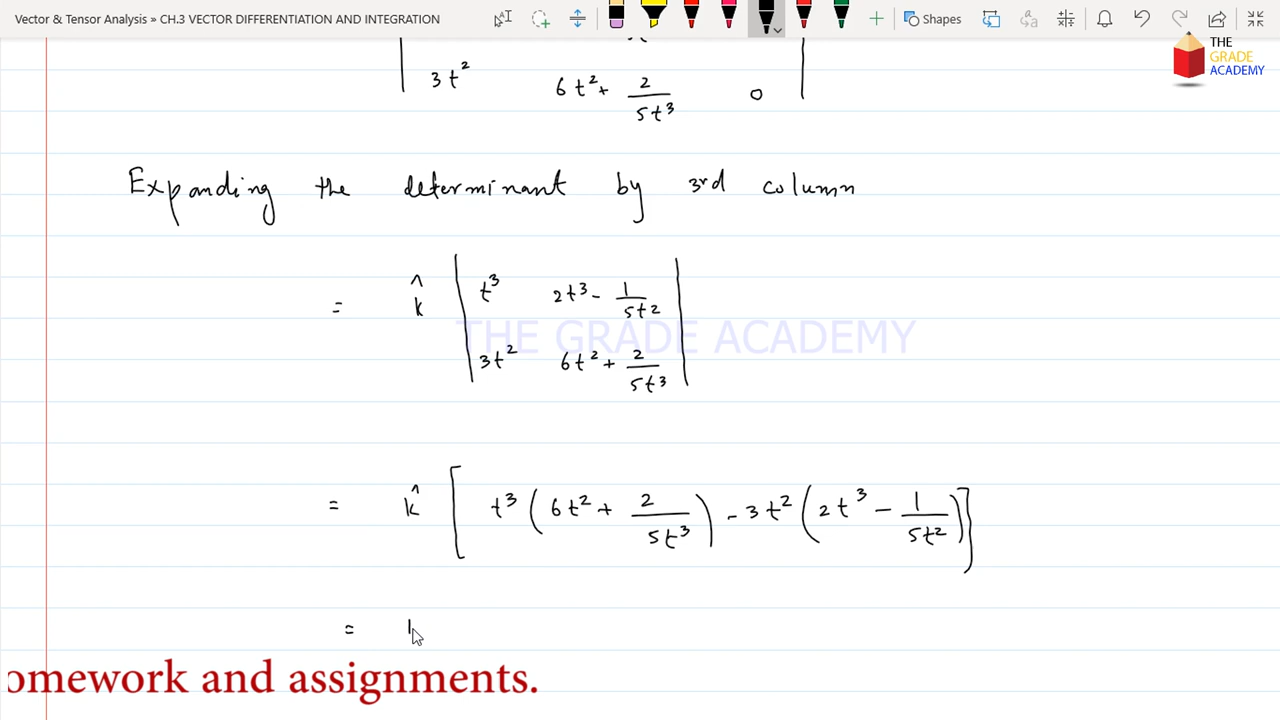 Vector & Tensor Analysis » CH.3 VECTOR DIFFERENTIATION AND INTEGRATION
Shapes
THE
GRADE
ACADEMY
3t² 6t² + 2/5t³ 0
Expanding the determinant by 3rd column
= k̂ | t³ 2t³ - 1/5t² |
THE GRADE ACADEMY
| 3t² 6t² + 2/5t³ |
= k̂ [ t³ ( 6t² + 2/5t³ ) - 3t² ( 2t³ - 1/5t² ) ]
=
omework and assignments.